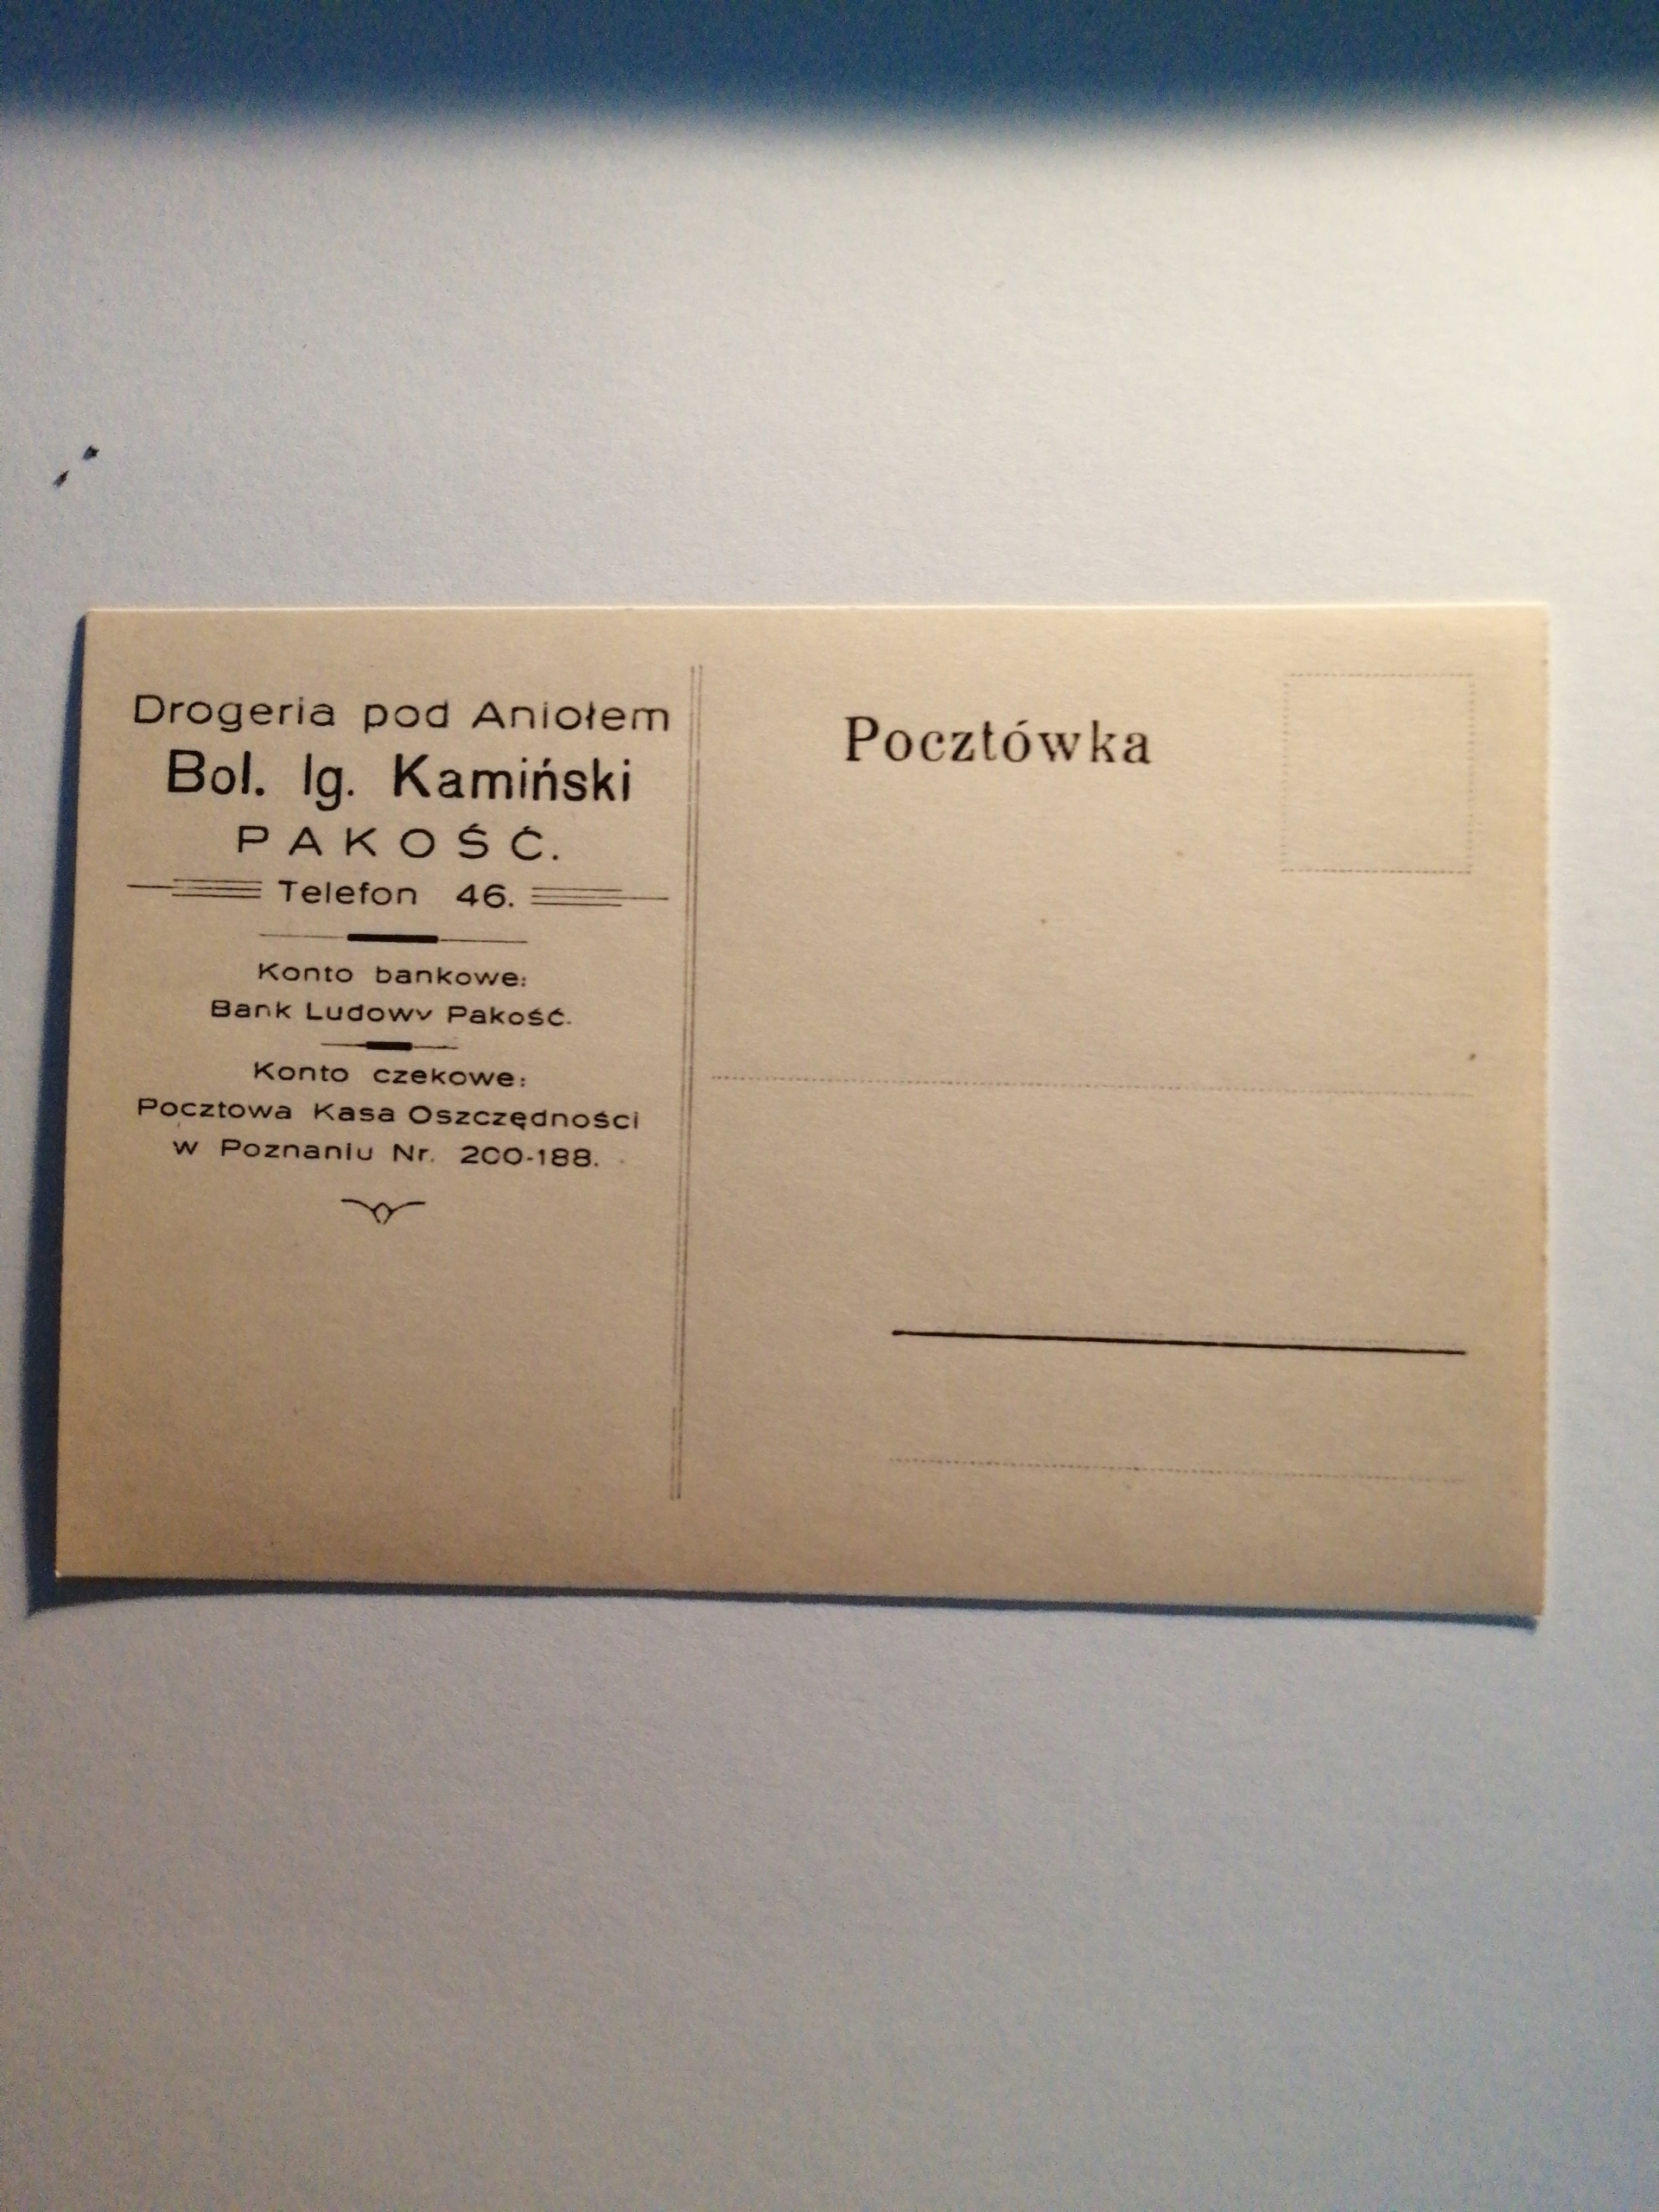 Drogeria pod Aniołem
Bol. Ig. Kamiński
PAKOŚĆ.
Telefon 46.
Konto bankowe:
Bank Ludowy Pakość.
Konto czekowe:
Pocztowa Kasa Oszczędności
w Poznaniu Nr. 200-188.
Pocztówka